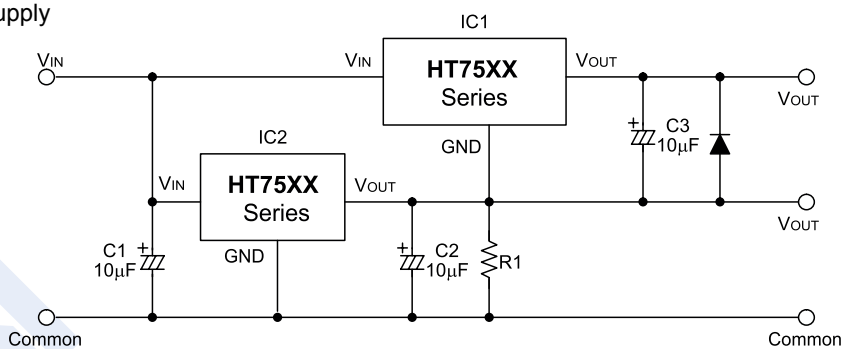 upply
IC1
VIN
VIN
HT75XX
Series
VOUT
VOUT
GND
C3
10µF
IC2
VIN
HT75XX
Series
VOUT
VOUT
GND
C1
10µF
C2
10µF
R1
Common
Common